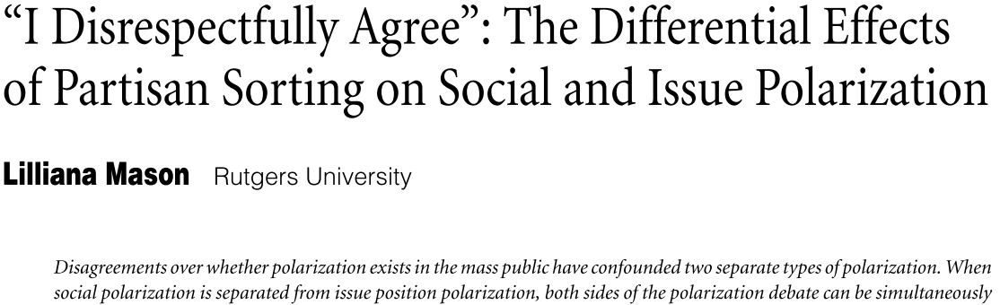 “I Disrespectfully Agree”: The Differential Effects
of Partisan Sorting on Social and Issue Polarization
Lilliana Mason Rutgers University
Disagreements over whether polarization exists in the mass public have confounded two separate types of polarization. When
social polarization is separated from issue position polarization, both sides of the polarization debate can be simultaneously